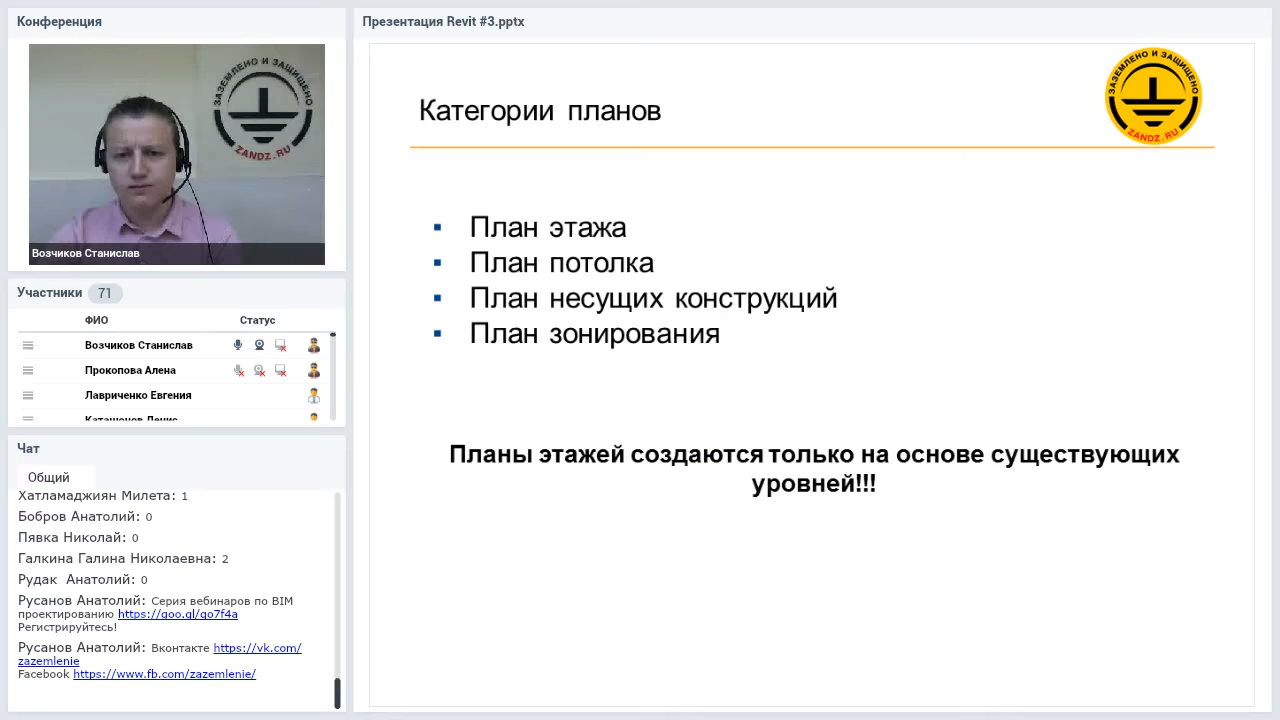 Конференция
ЗАЗЕМЛЕНО И ЗАЩИЩЕНО
ZANDZ.RU
Возчиков Станислав
Участники 71
ФИО Статус
Возчиков Станислав
Прокопова Алена
Лавриченко Евгения
Каташонов Денис
Чат
Общий
Хатламаджиян Милета: 1
Бобров Анатолий: 0
Пявка Николай: 0
Галкина Галина Николаевна: 2
Рудак Анатолий: 0
Русанов Анатолий: Серия вебинаров по BIM
проектированию https://goo.gl/qo7f4a
Регистрируйтесь!
Русанов Анатолий: Вконтакте https://vk.com/
zazemlenie
Facebook https://www.fb.com/zazemlenie/
Презентация Revit #3.pptx
Категории планов
ЗАЗЕМЛЕНО И ЗАЩИЩЕНО
ZANDZ.RU
▪ План этажа
▪ План потолка
▪ План несущих конструкций
▪ План зонирования
Планы этажей создаются только на основе существующих
уровней!!!